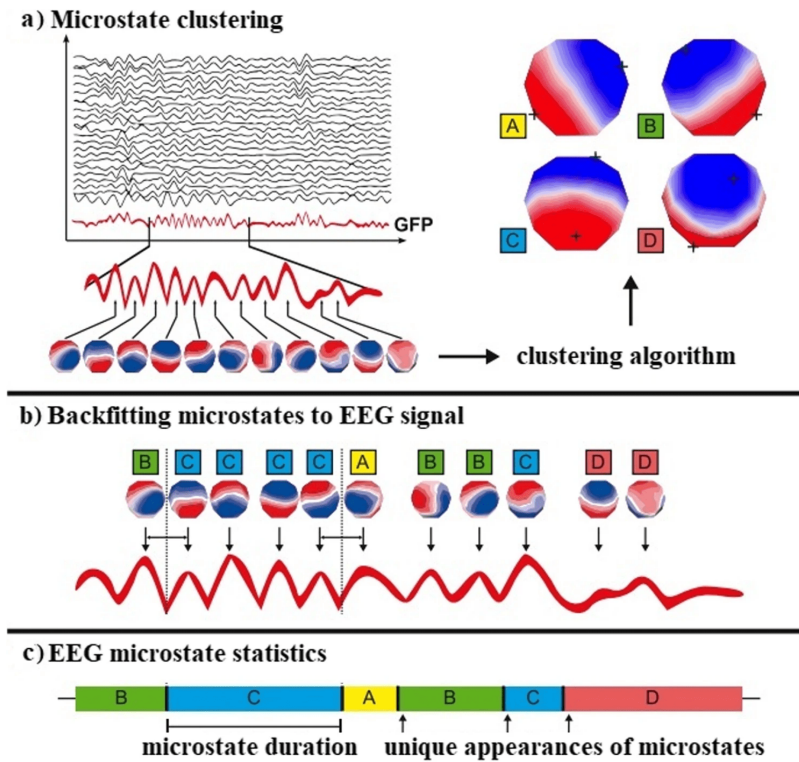 a) Microstate clustering
GFP
A
B
C
D
clustering algorithm
b) Backfitting microstates to EEG signal
B C C C C A B B C D D
c) EEG microstate statistics
B C A B C D
microstate duration
unique appearances of microstates